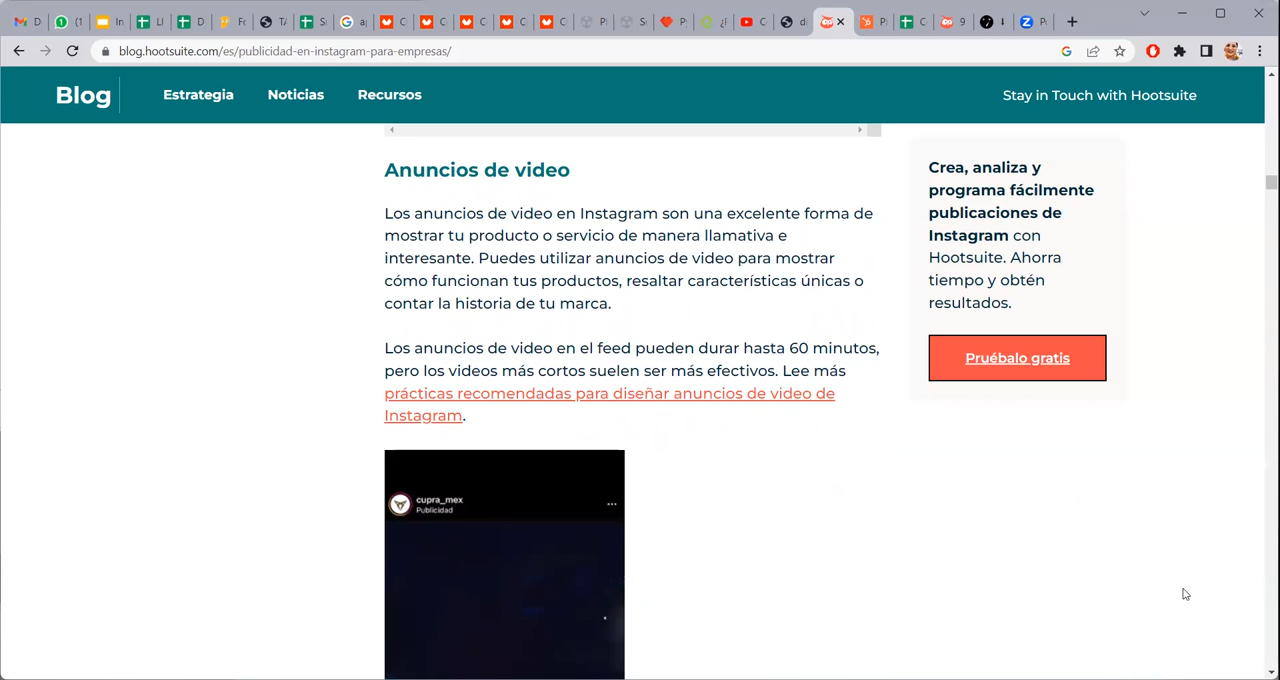 blog.hootsuite.com/es/publicidad-en-instagram-para-empresas/
Blog
Estrategia
Noticias
Recursos
Stay in Touch with Hootsuite
Anuncios de video
Los anuncios de video en Instagram son una excelente forma de
mostrar tu producto o servicio de manera llamativa e
interesante. Puedes utilizar anuncios de video para mostrar
cómo funcionan tus productos, resaltar características únicas o
contar la historia de tu marca.
Los anuncios de video en el feed pueden durar hasta 60 minutos,
pero los videos más cortos suelen ser más efectivos. Lee más
prácticas recomendadas para diseñar anuncios de video de
Instagram.
cupra_mex
Publicidad
Crea, analiza y
programa fácilmente
publicaciones de
Instagram con
Hootsuite. Ahorra
tiempo y obtén
resultados.
Pruébalo gratis